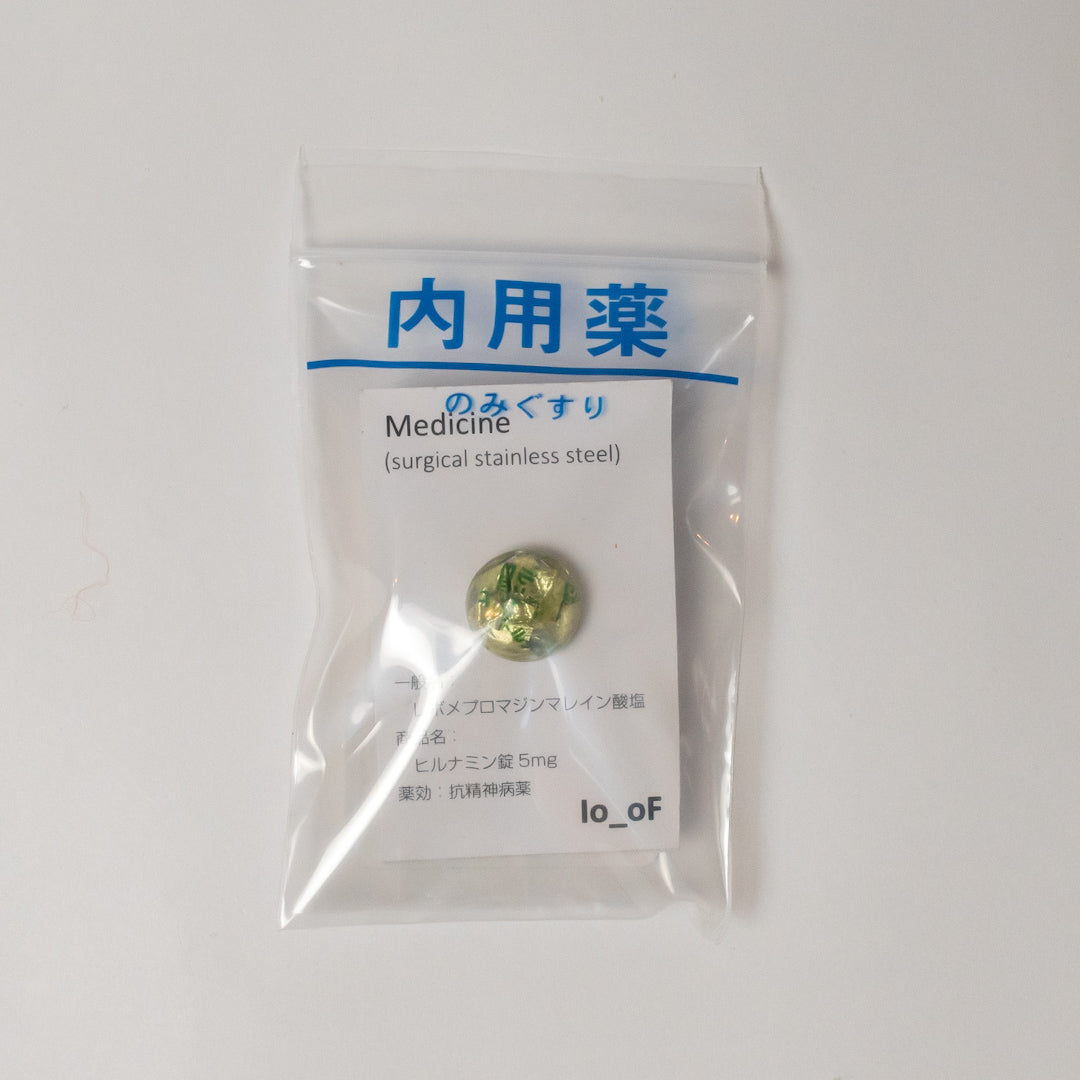 内用薬
のみぐすり
Medicine
(surgical stainless steel)
一般
レボメプロマジンマレイン酸塩
商品名：
ヒルナミン錠 5mg
薬効：抗精神病薬
Io_oF